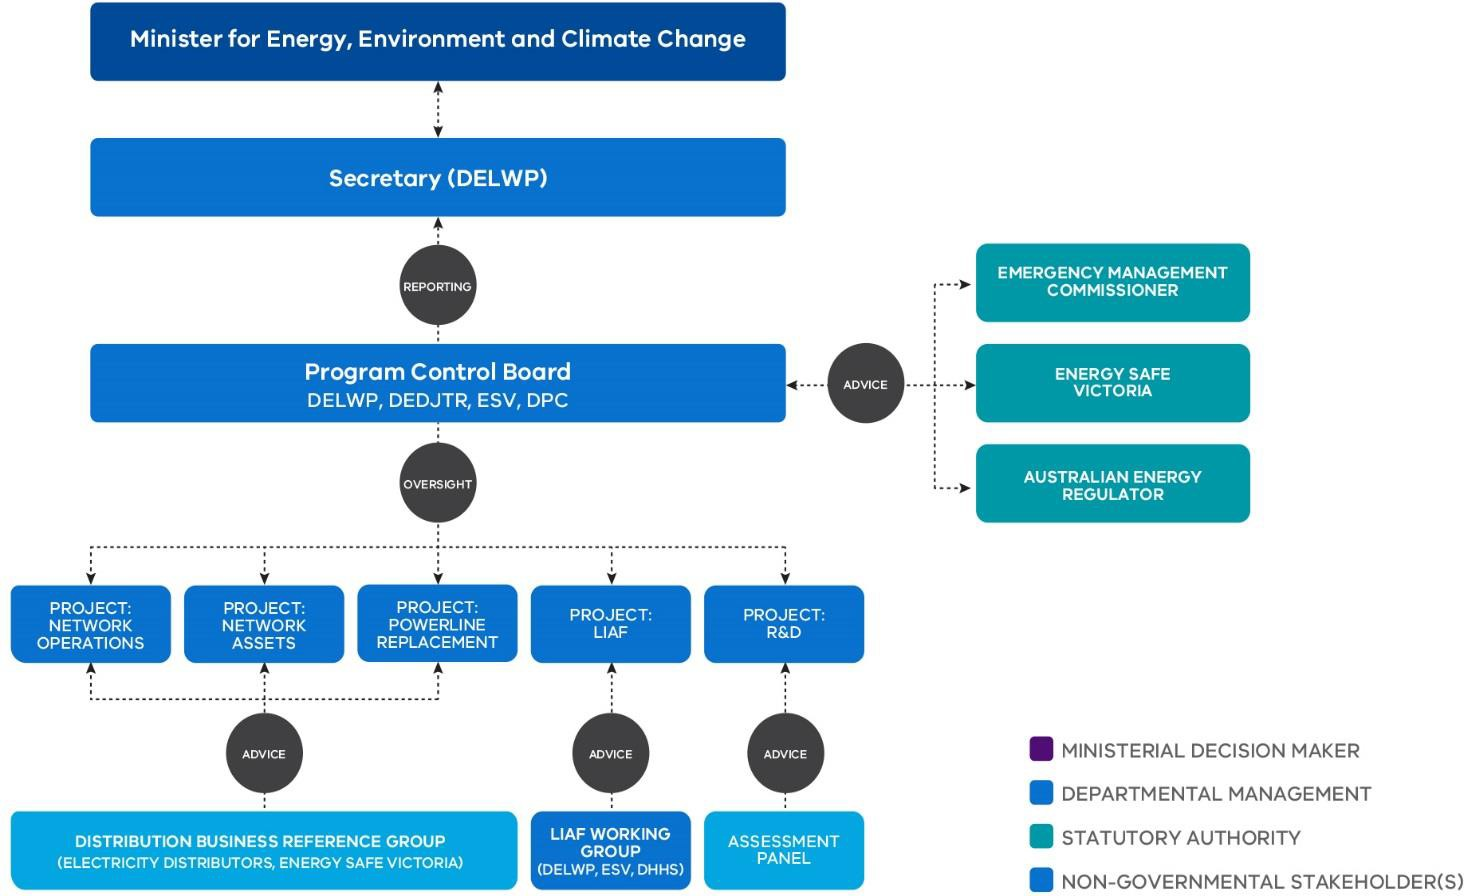 Minister for Energy, Environment and Climate Change
Secretary (DELWP)
REPORTING
EMERGENCY MANAGEMENT
COMMISSIONER
Program Control Board
DELWP, DEDJTR, ESV, DPC
ADVICE
ENERGY SAFE
VICTORIA
AUSTRALIAN ENERGY
REGULATOR
OVERSIGHT
PROJECT:
NETWORK
OPERATIONS
PROJECT:
NETWORK
ASSETS
PROJECT:
POWERLINE
REPLACEMENT
PROJECT:
LIAF
PROJECT:
R&D
ADVICE
ADVICE
ADVICE
DISTRIBUTION BUSINESS REFERENCE GROUP
(ELECTRICITY DISTRIBUTORS, ENERGY SAFE VICTORIA)
LIAF WORKING
GROUP
(DELWP, ESV, DHHS)
ASSESSMENT
PANEL
MINISTERIAL DECISION MAKER
DEPARTMENTAL MANAGEMENT
STATUTORY AUTHORITY
NON-GOVERNMENTAL STAKEHOLDER(S)